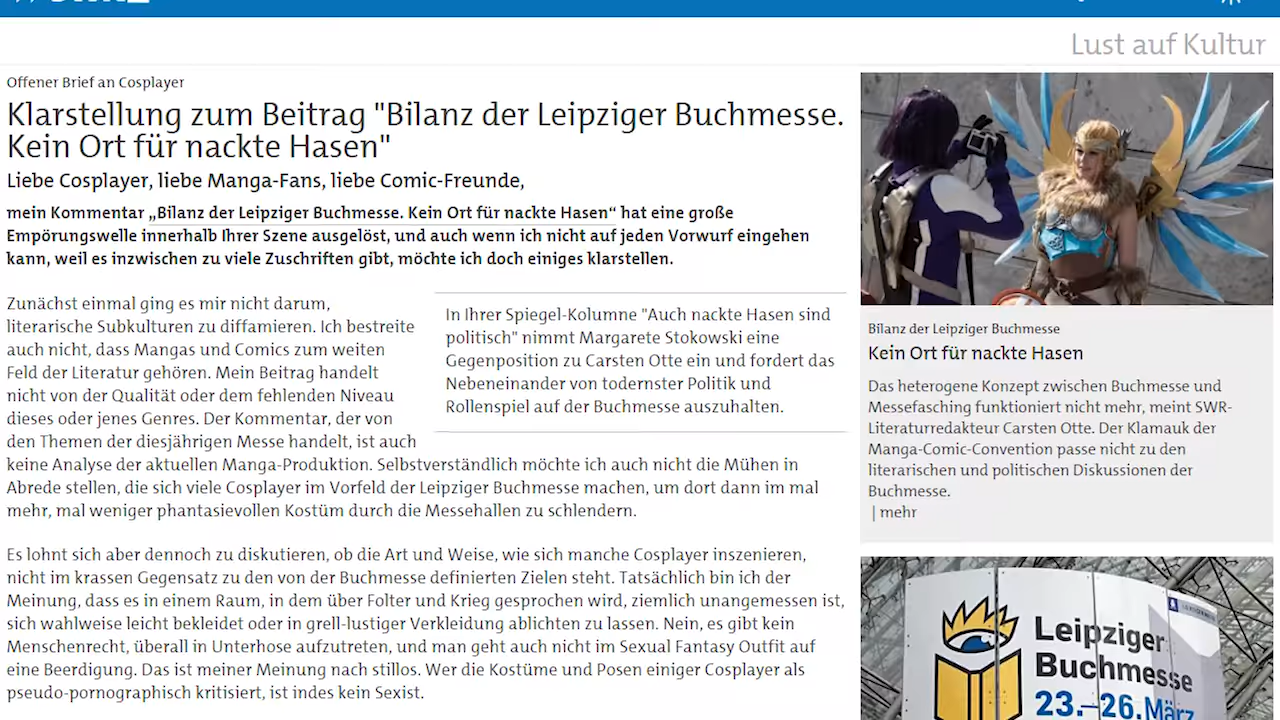 Lust auf Kultur
Offener Brief an Cosplayer
Klarstellung zum Beitrag "Bilanz der Leipziger Buchmesse.
Kein Ort für nackte Hasen"
Liebe Cosplayer, liebe Manga-Fans, liebe Comic-Freunde,
mein Kommentar „Bilanz der Leipziger Buchmesse. Kein Ort für nackte Hasen“ hat eine große
Empörungswelle innerhalb Ihrer Szene ausgelöst, und auch wenn ich nicht auf jeden Vorwurf eingehen
kann, weil es inzwischen zu viele Zuschriften gibt, möchte ich doch einiges klarstellen.
Zunächst einmal ging es mir nicht darum,
literarische Subkulturen zu diffamieren. Ich bestreite
auch nicht, dass Mangas und Comics zum weiten
Feld der Literatur gehören. Mein Beitrag handelt
nicht von der Qualität oder dem fehlenden Niveau
dieses oder jenes Genres. Der Kommentar, der von
den Themen der diesjährigen Messe handelt, ist auch
keine Analyse der aktuellen Manga-Produktion. Selbstverständlich möchte ich auch nicht die Mühen in
Abrede stellen, die sich viele Cosplayer im Vorfeld der Leipziger Buchmesse machen, um dort dann im mal
mehr, mal weniger phantasievollen Kostüm durch die Messehallen zu schlendern.
In Ihrer Spiegel-Kolumne "Auch nackte Hasen sind
politisch" nimmt Margarete Stokowski eine
Gegenposition zu Carsten Otte ein und fordert das
Nebeneinander von todernster Politik und
Rollenspiel auf der Buchmesse auszuhalten.
Es lohnt sich aber dennoch zu diskutieren, ob die Art und Weise, wie sich manche Cosplayer inszenieren,
nicht im krassen Gegensatz zu den von der Buchmesse definierten Zielen steht. Tatsächlich bin ich der
Meinung, dass es in einem Raum, in dem über Folter und Krieg gesprochen wird, ziemlich unangemessen ist,
sich wahlweise leicht bekleidet oder in grell-lustiger Verkleidung ablichten zu lassen. Nein, es gibt kein
Menschenrecht, überall in Unterhose aufzutreten, und man geht auch nicht im Sexual Fantasy Outfit auf
eine Beerdigung. Das ist meiner Meinung nach stillos. Wer die Kostüme und Posen einiger Cosplayer als
pseudo-pornographisch kritisiert, ist indes kein Sexist.
Bilanz der Leipziger Buchmesse
Kein Ort für nackte Hasen
Das heterogene Konzept zwischen Buchmesse und
Messefasching funktioniert nicht mehr, meint SWR-
Literaturredakteur Carsten Otte. Der Klamauk der
Manga-Comic-Convention passe nicht zu den
literarischen und politischen Diskussionen der
Buchmesse.
| mehr
Leipziger
Buchmesse
23.–26. März